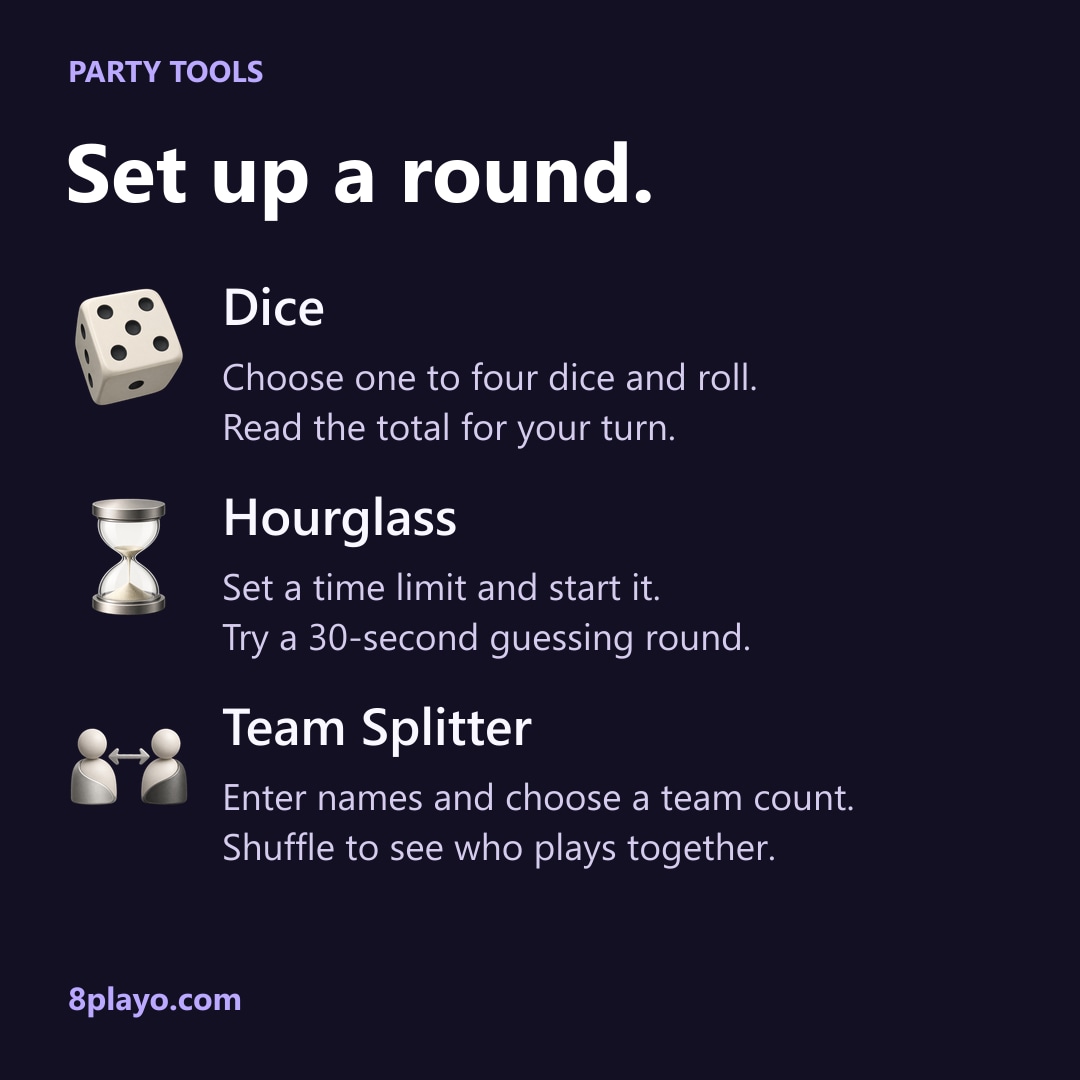 PARTY TOOLS
Set up a round.
Dice
Choose one to four dice and roll.
Read the total for your turn.
Hourglass
Set a time limit and start it.
Try a 30-second guessing round.
Team Splitter
Enter names and choose a team count.
Shuffle to see who plays together.
8playo.com